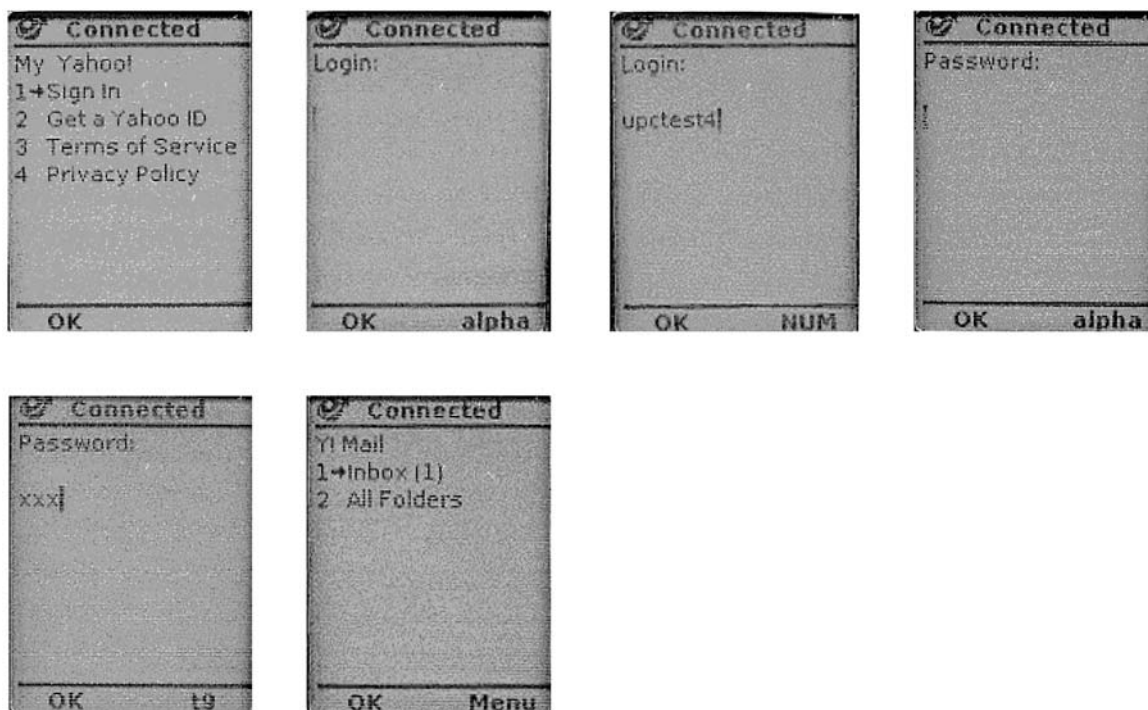 Connected
My Yahoo!
1→Sign In
2 Get a Yahoo ID
3 Terms of Service
4 Privacy Policy
OK
Connected
Login:
OK alpha
Connected
Login:
upctest4
OK NUM
Connected
Password:
OK alpha
Connected
Password:
xxx
OK t9
Connected
Y! Mail
1→Inbox (1)
2 All Folders
OK Menu